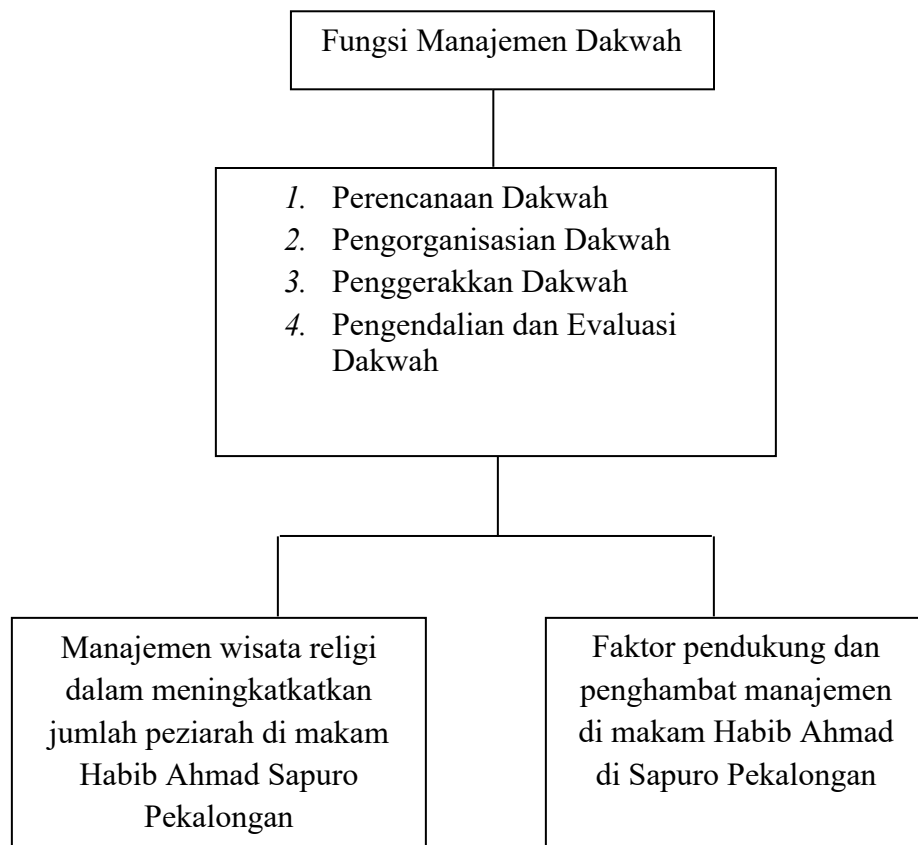 Fungsi Manajemen Dakwah
1. Perencanaan Dakwah
2. Pengorganisasian Dakwah
3. Penggerakkan Dakwah
4. Pengendalian dan Evaluasi
Dakwah
Manajemen wisata religi
dalam meningkatkatkan
jumlah peziarah di makam
Habib Ahmad Sapuro
Pekalongan
Faktor pendukung dan
penghambat manajemen
di makam Habib Ahmad
di Sapuro Pekalongan